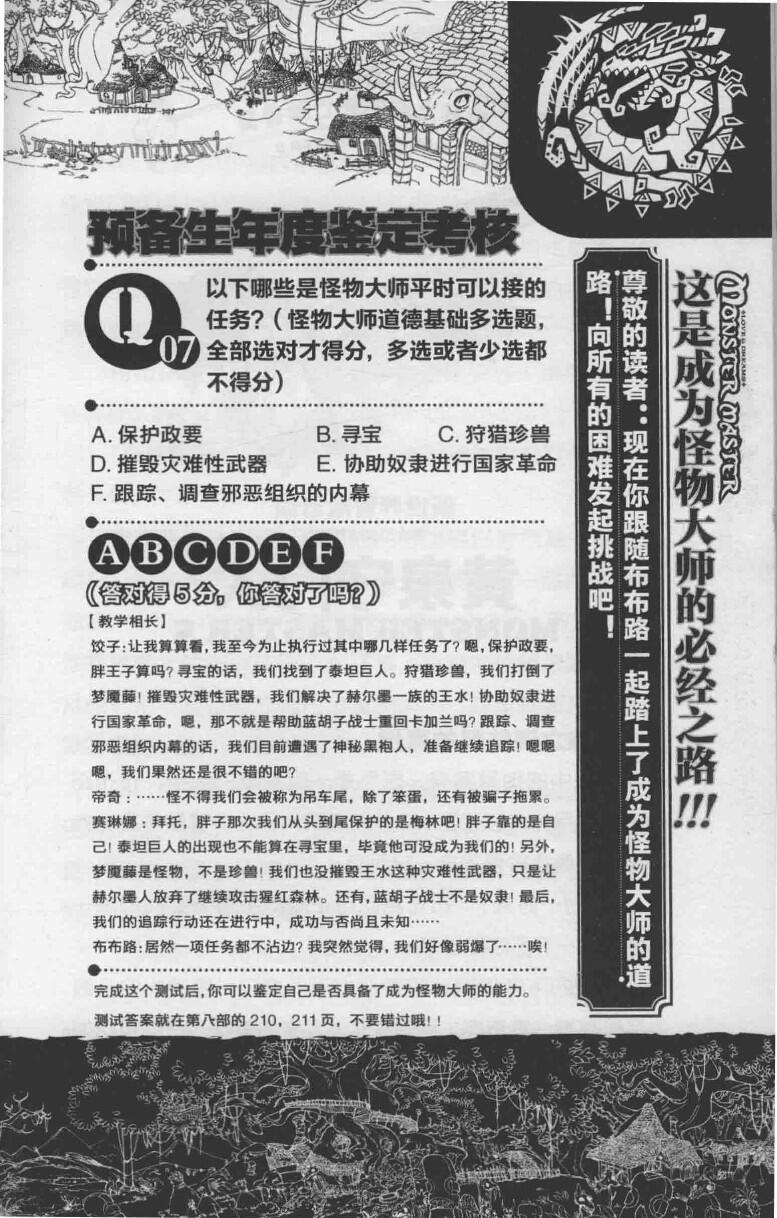 预备生年度鉴定考核
Q07
以下哪些是怪物大师平时可以接的
任务?(怪物大师道德基础多选题,
全部选对才得分,多选或者少选都
不得分)
A. 保护政要 B. 寻宝 C. 狩猎珍兽
D. 摧毁灾难性武器 E. 协助奴隶进行国家革命
F. 跟踪、调查邪恶组织的内幕
A B C D E F
(答对得5分,你答对了吗?)
【教学相长】
饺子:让我算算看,我至今为止执行过其中哪几样任务了?嗯,保护政要,
胖王子算吗?寻宝的话,我们找到了泰坦巨人。狩猎珍兽,我们打倒了
梦魇藤!摧毁灾难性武器,我们解决了赫尔墨一族的王水!协助奴隶进
行国家革命,嗯,那不就是帮助蓝胡子战士重回卡加兰吗?跟踪、调查
邪恶组织内幕的话,我们目前遭遇了神秘黑袍人,准备继续追踪!嗯嗯
嗯,我们果然还是很不错的吧?
帝奇:……怪不得我们会被称为吊车尾,除了笨蛋,还有被骗子拖累。
赛琳娜:拜托,胖子那次我们从头到尾保护的是梅林吧!胖子靠的是自
己!泰坦巨人的出现也不能算在寻宝里,毕竟他可没成为我们的!另外,
梦魇藤是怪物,不是珍兽!我们也没摧毁王水这种灾难性武器,只是让
赫尔墨人放弃了继续攻击猩红森林。还有,蓝胡子战士不是奴隶!最后,
我们的追踪行动还在进行中,成功与否尚且未知……
布布路:居然一项任务都不沾边?我突然觉得,我们好像弱爆了……唉!
完成这个测试后,你可以鉴定自己是否具备了成为怪物大师的能力。
测试答案就在第八部的210,211页,不要错过哦!!
MONSTER MASTER
+LOVE & DREAMS+
这是成为怪物大师的必经之路!!!
尊敬的读者:现在你跟随布布路一起踏上了成为怪物大师的道
路!向所有的困难发起挑战吧!